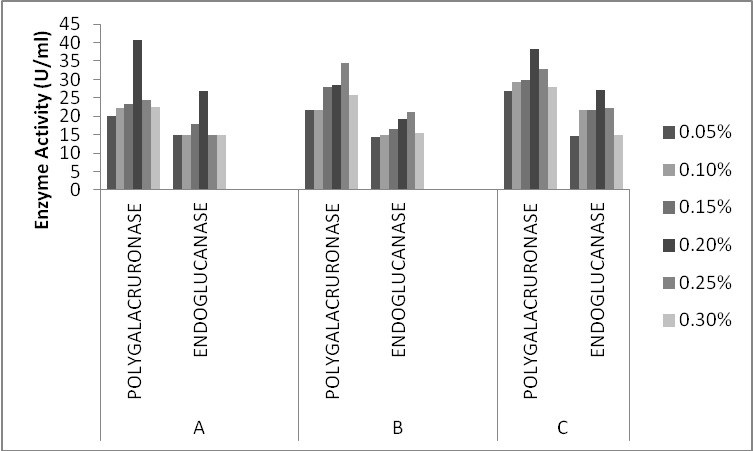 Enzyme Activity (U/ml)
45
40
35
30
25
20
15
10
5
0
POLYGALACRURONASE
ENDOGLUCANASE
POLYGALACRURONASE
ENDOGLUCANASE
POLYGALACRURONASE
ENDOGLUCANASE
A
B
C
0.05%
0.10%
0.15%
0.20%
0.25%
0.30%